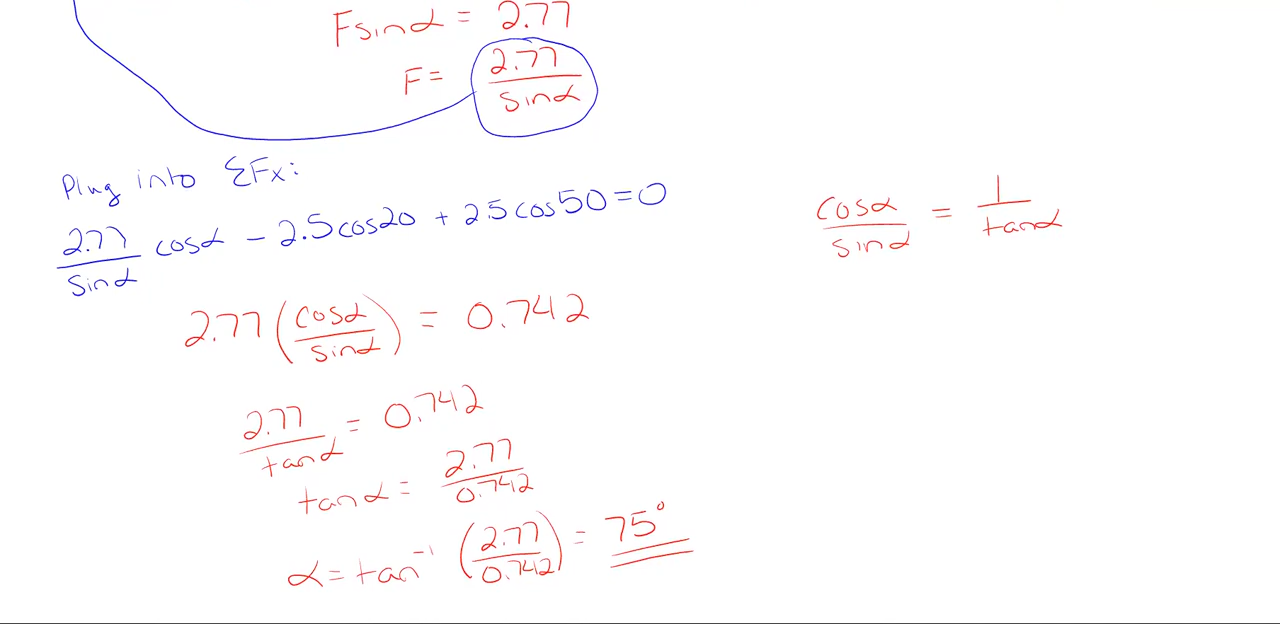 Fsinα = 2.77
F = 2.77/sinα
Plug into ΣFx:
2.77/sinα cosα - 2.5cos20 + 2.5cos50 = 0
cosα/sinα = 1/tanα
2.77(cosα/sinα) = 0.742
2.77/tanα = 0.742
tanα = 2.77/0.742
α = tan⁻¹(2.77/0.742) = 75°